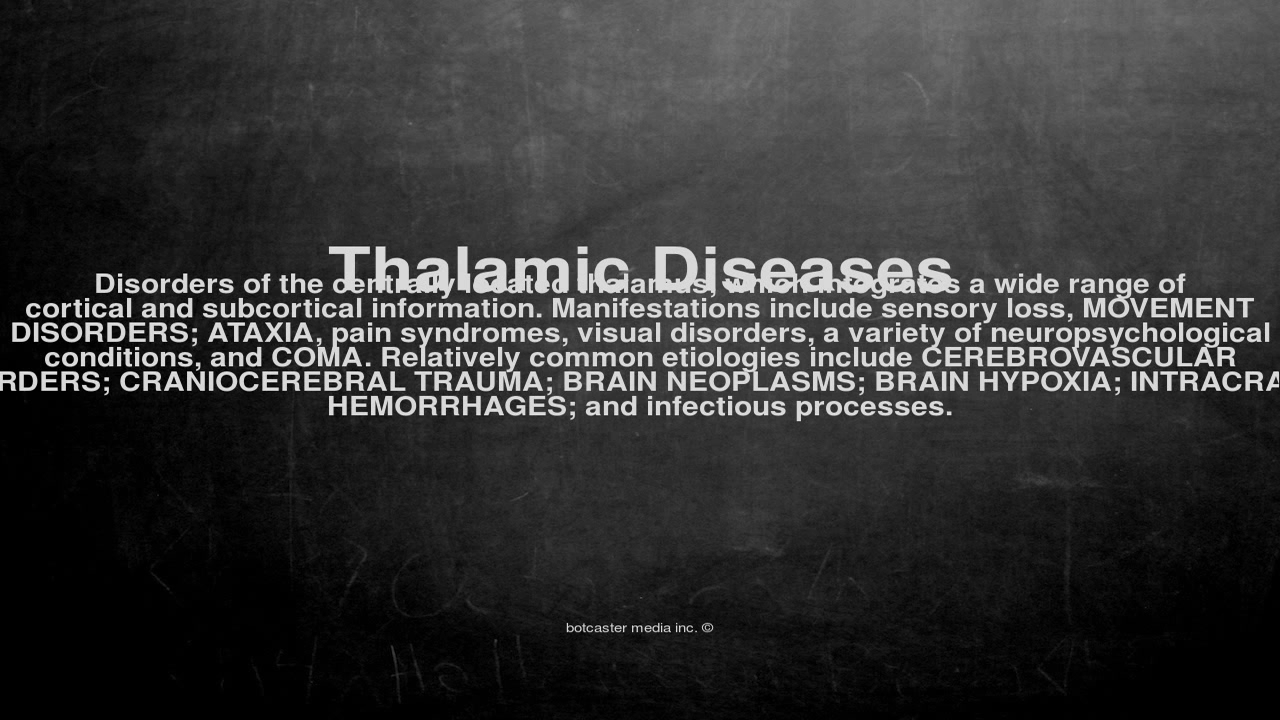 Thalamic Diseases
Disorders of the centrally located thalamus, which integrates a wide range of
cortical and subcortical information. Manifestations include sensory loss, MOVEMENT
DISORDERS; ATAXIA, pain syndromes, visual disorders, a variety of neuropsychological
conditions, and COMA. Relatively common etiologies include CEREBROVASCULAR
RDERS; CRANIOCEREBRAL TRAUMA; BRAIN NEOPLASMS; BRAIN HYPOXIA; INTRACRA
HEMORRHAGES; and infectious processes.
botcaster media inc. ©